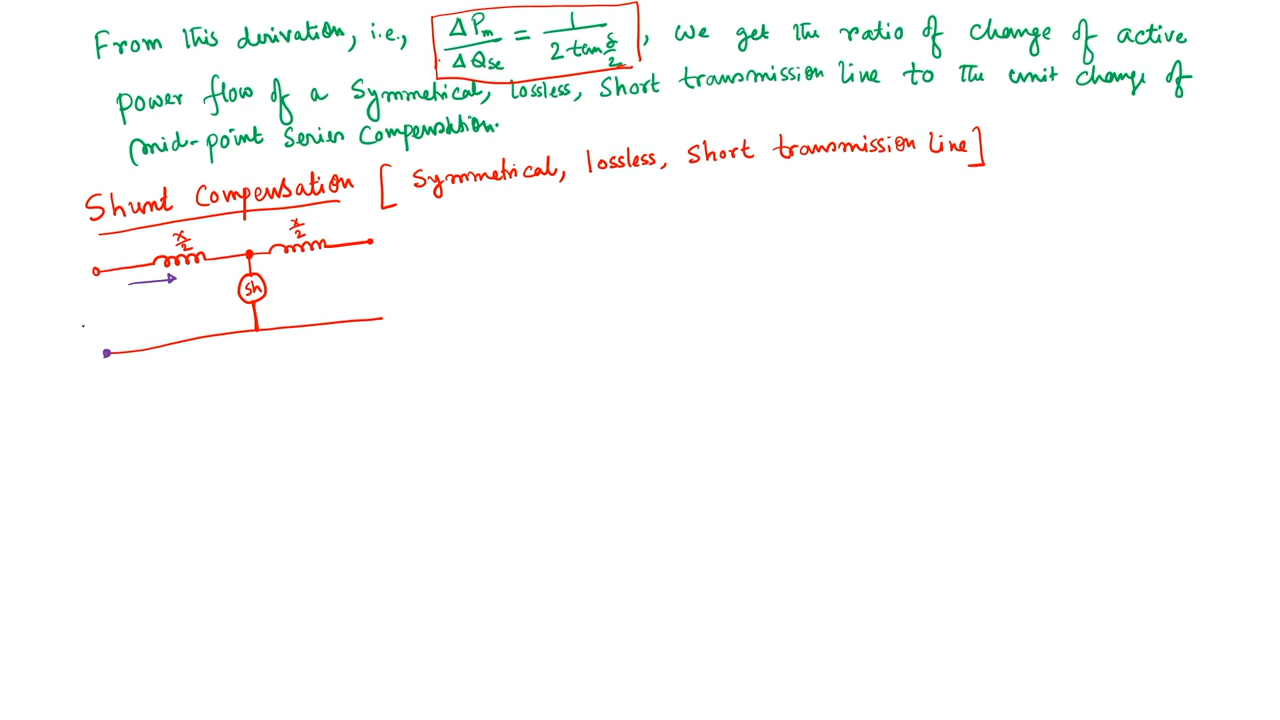 From this derivation, i.e., ΔPm/ΔQse = 1/(2 tan δ/2), we get the ratio of change of active
power flow of a symmetrical, lossless, short transmission line to the unit change of
mid-point series compensation.
Shunt Compensation [Symmetrical, lossless, short transmission line]
x/2 x/2
Sh